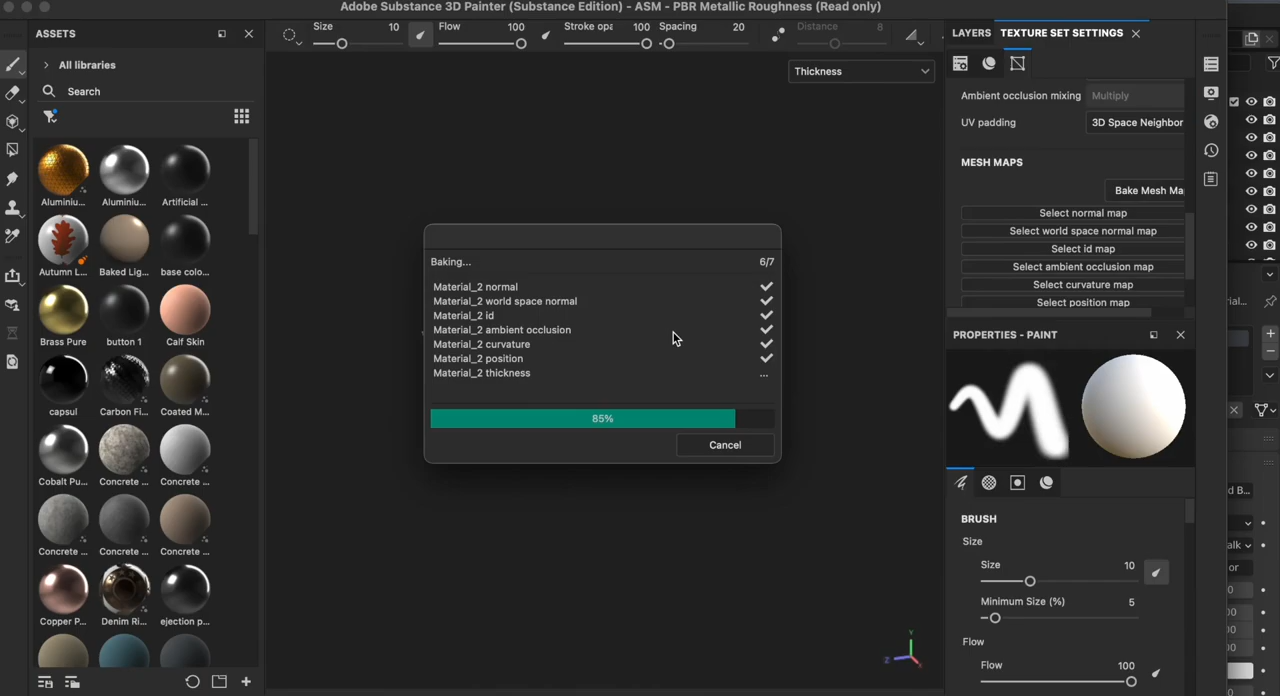 Adobe Substance 3D Painter (Substance Edition) - ASM - PBR Metallic Roughness (Read only)
ASSETS
All libraries
Search
Aluminiu... Aluminiu... Artificial ...
Autumn L... Baked Lig... base colo...
Brass Pure button 1 Calf Skin
capsul Carbon Fi... Coated M...
Cobalt Pu... Concrete ... Concrete ...
Concrete ... Concrete ... Concrete ...
Copper P... Denim Ri... ejection p...
Size 10 Flow 100 Stroke opa 100 Spacing 20 Distance 8
Thickness
Baking... 6/7
Material_2 normal
Material_2 world space normal
Material_2 id
Material_2 ambient occlusion
Material_2 curvature
Material_2 position
Material_2 thickness ...
85%
Cancel
Y
Z X
LAYERS TEXTURE SET SETTINGS
Ambient occlusion mixing Multiply
UV padding 3D Space Neighbor
MESH MAPS
Bake Mesh Ma
Select normal map
Select world space normal map
Select id map
Select ambient occlusion map
Select curvature map
Select position map
PROPERTIES - PAINT
BRUSH
Size
Size 10
Minimum Size (%) 5
Flow
Flow 100
ial...
d B...
alk
or